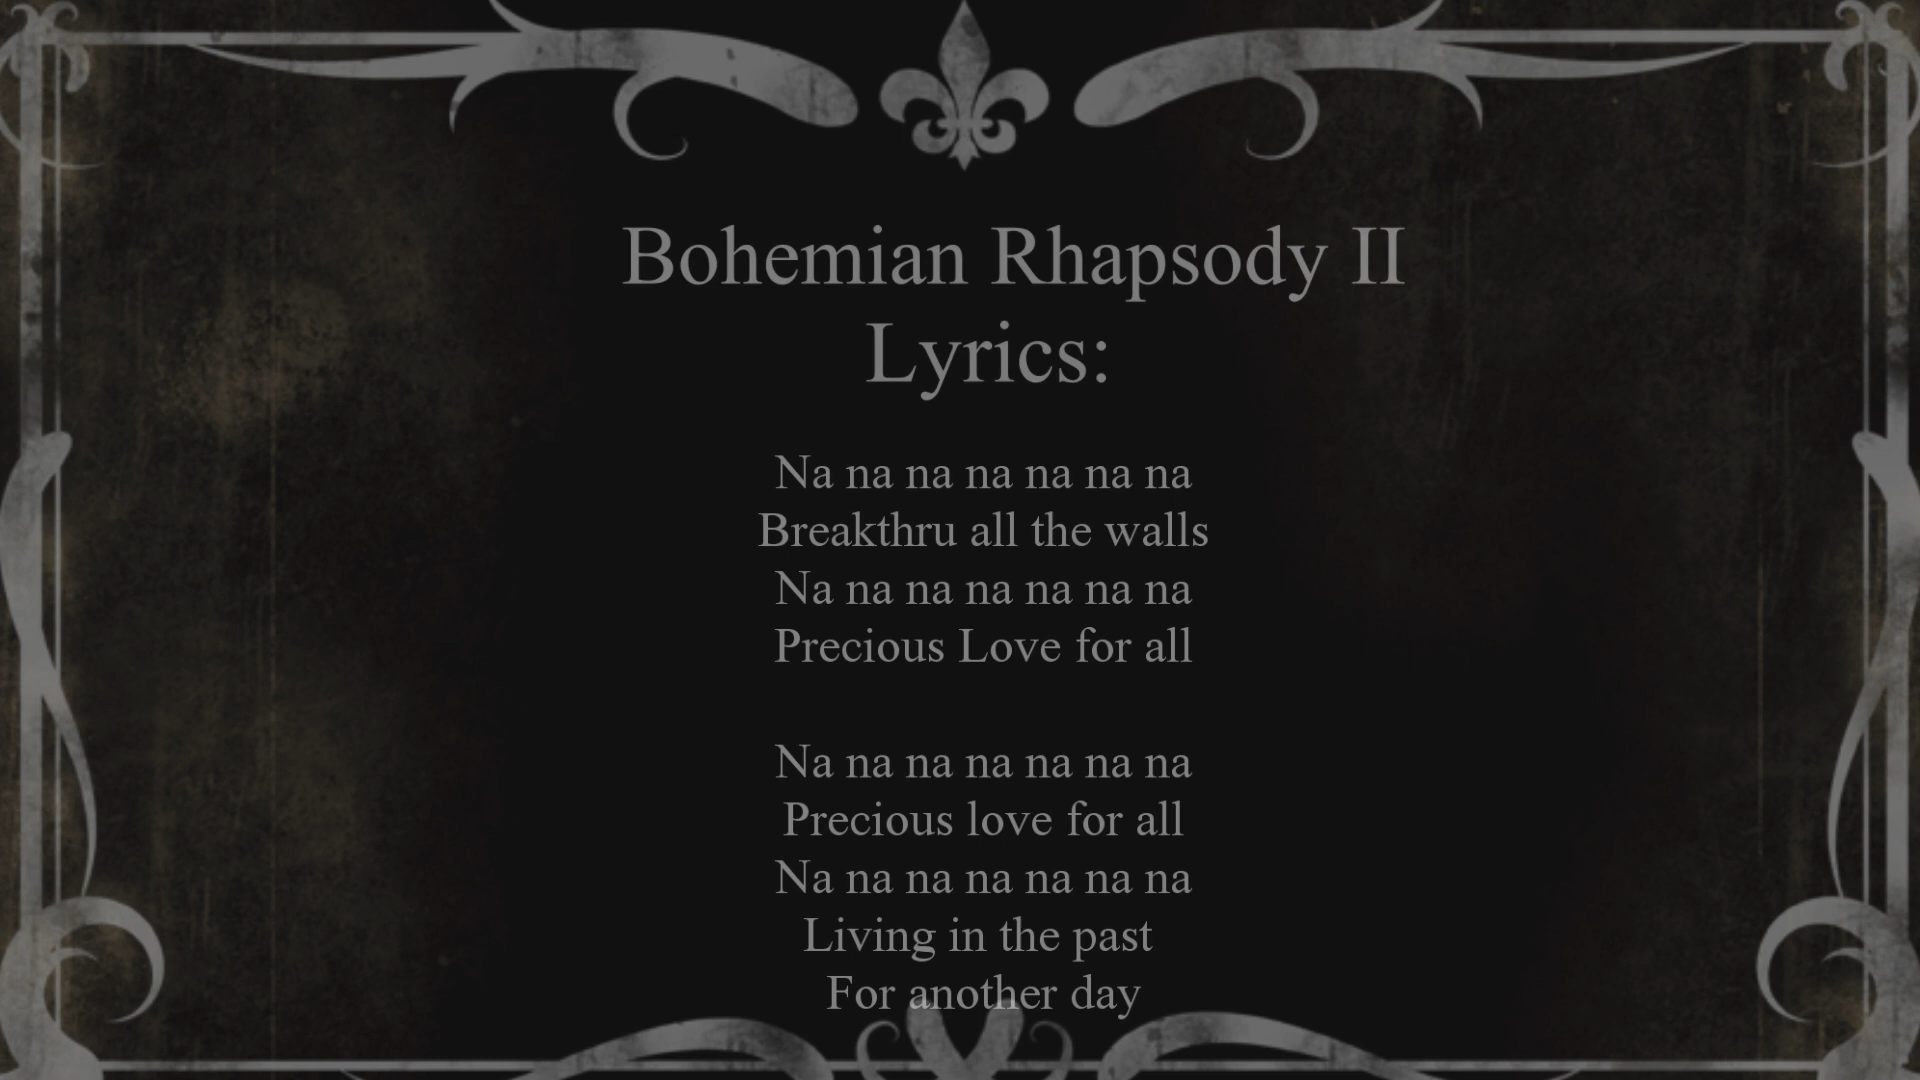 Bohemian Rhapsody II
Lyrics:
Na na na na na na na
Breakthru all the walls
Na na na na na na na
Precious Love for all
Na na na na na na na
Precious love for all
Na na na na na na na
Living in the past
For another day